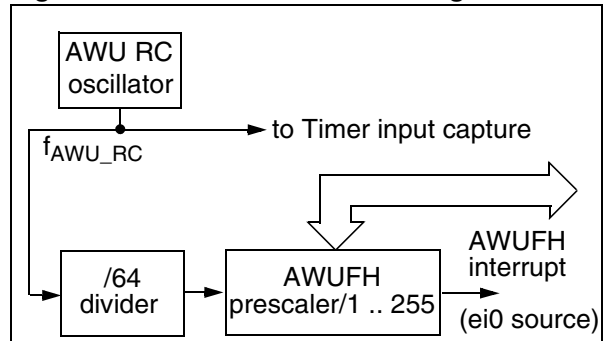 AWU RC
oscillator
to Timer input capture
fAWU_RC
AWUFH
interrupt
/64
divider
AWUFH
prescaler/1 .. 255
(ei0 source)